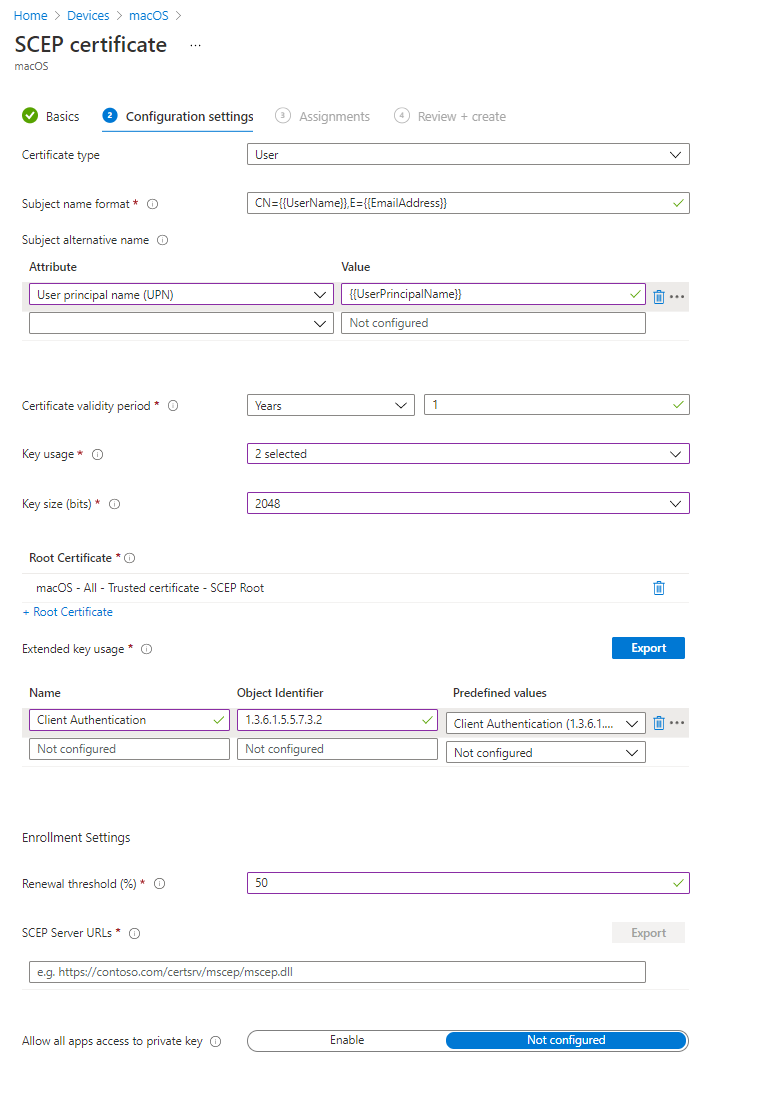 Home > Devices > macOS >
SCEP certificate ...
macOS
Basics 2 Configuration settings 3 Assignments 4 Review + create
Certificate type User
Subject name format * CN={{UserName}},E={{EmailAddress}}
Subject alternative name
Attribute Value
User principal name (UPN) {{UserPrincipalName}}
Not configured
Certificate validity period * Years 1
Key usage * 2 selected
Key size (bits) * 2048
Root Certificate *
macOS - All - Trusted certificate - SCEP Root
+ Root Certificate
Extended key usage * Export
Name Object Identifier Predefined values
Client Authentication 1.3.6.1.5.5.7.3.2 Client Authentication (1.3.6.1....
Not configured Not configured Not configured
Enrollment Settings
Renewal threshold (%) * 50
SCEP Server URLs * Export
e.g. https://contoso.com/certsrv/mscep/mscep.dll
Allow all apps access to private key Enable Not configured